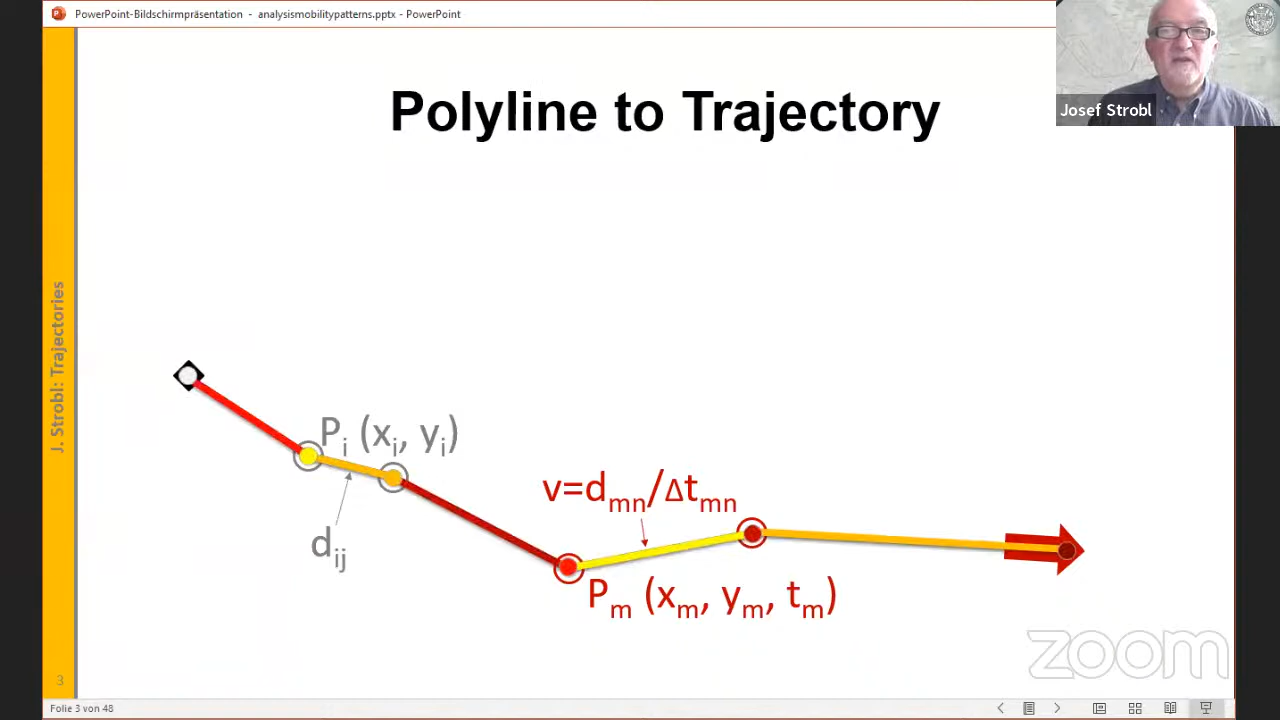 PowerPoint-Bildschirmpräsentation - analysismobilitypatterns.pptx - PowerPoint
Josef Strobl
Polyline to Trajectory
J. Strobl: Trajectories
Pi (xi, yi)
dij
v=dmn/Δtmn
Pm (xm, ym, tm)
zoom
3
Folie 3 von 48